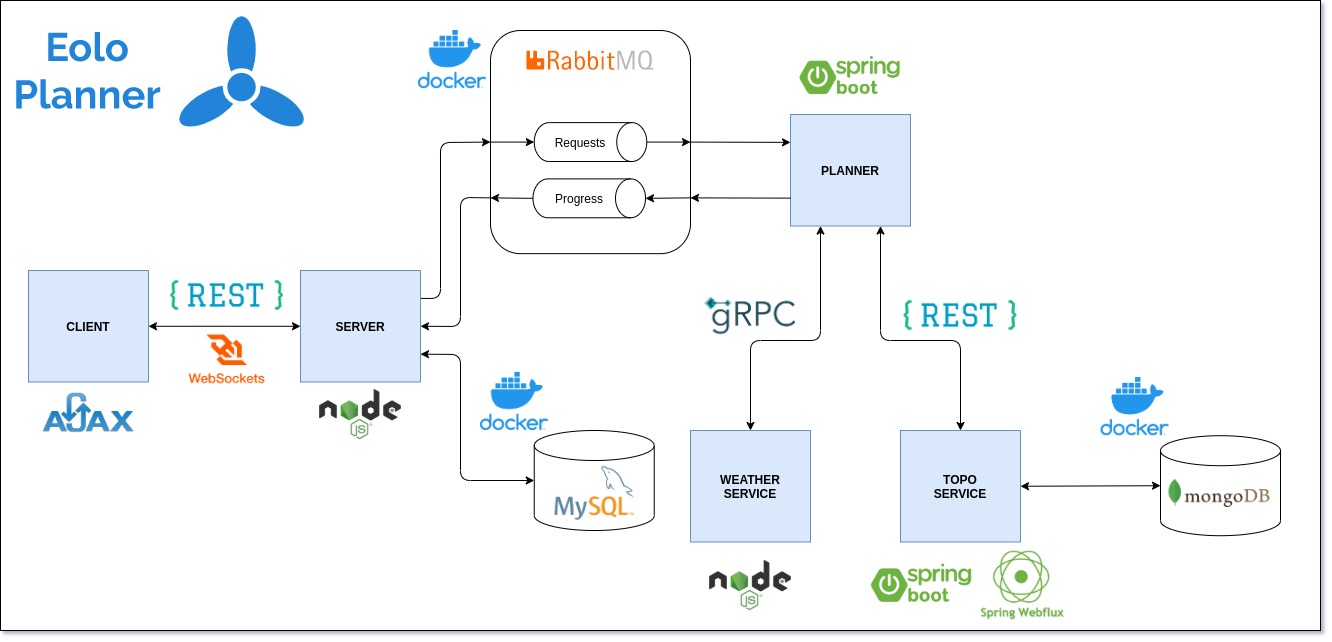 Eolo
Planner
docker
RabbitMQ
spring
boot
Requests
Progress
PLANNER
{ REST }
CLIENT
SERVER
WebSockets
AJAX
node
JS
gRPC
{ REST }
docker
MySQL™
WEATHER
SERVICE
TOPO
SERVICE
docker
mongoDB
node
JS
spring
boot
Spring Webflux